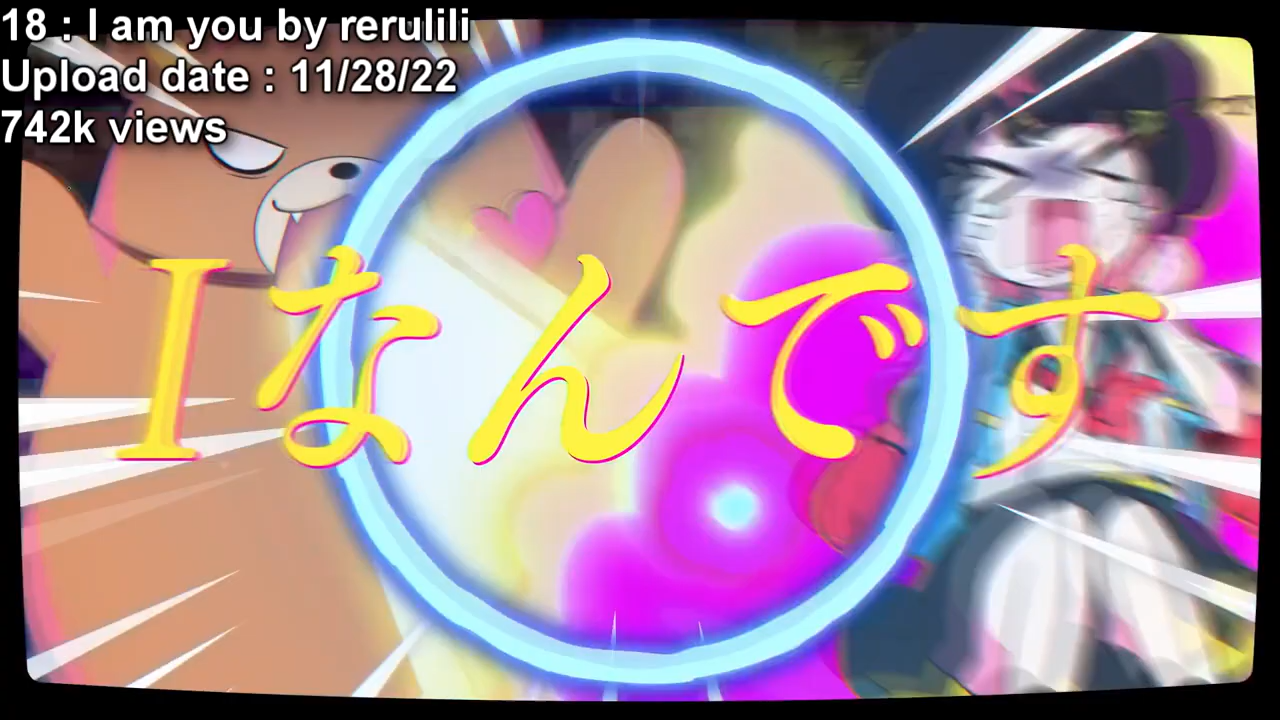 18 : I am you by rerulili
Upload date : 11/28/22
742k views
Iなんです